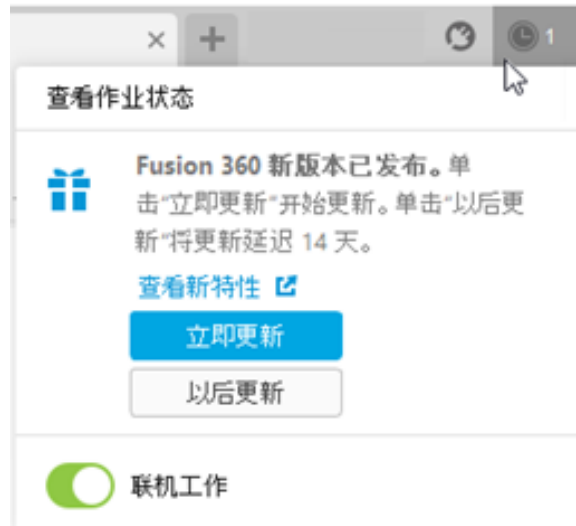 1
查看作业状态
Fusion 360 新版本已发布。单
击“立即更新”开始更新。单击“以后更
新”将更新延迟 14 天。
查看新特性
立即更新
以后更新
联机工作